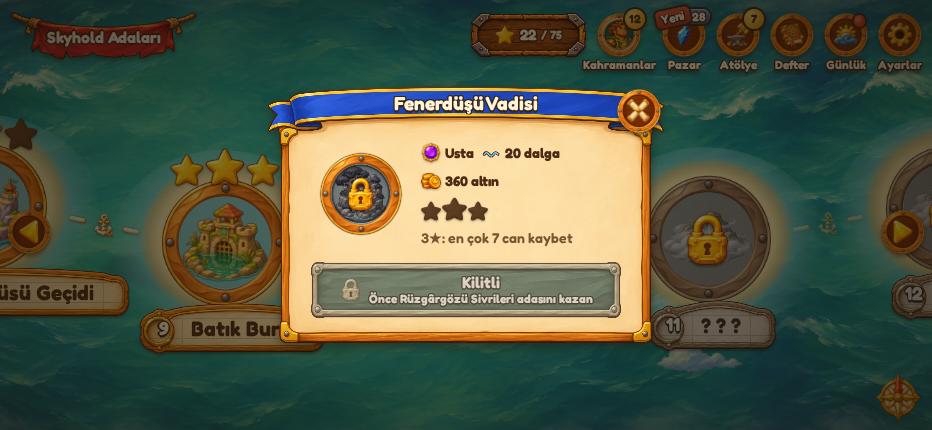 Skyhold Adaları
22 / 75
12
Yeni 28
7
Kahramanlar
Pazar
Atölye
Defter
Günlük
Ayarlar
Fenerdüşü Vadisi
Usta
20 dalga
360 altın
3★: en çok 7 can kaybet
Kilitli
Önce Rüzgârgözü Sivrileri adasını kazan
üsü Geçidi
9
Batık Bur
11
???
12